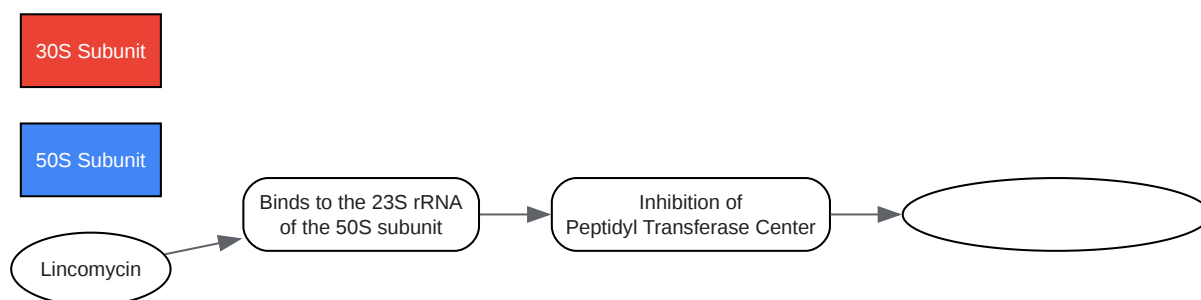 30S Subunit
50S Subunit
Lincomycin
Binds to the 23S rRNA
of the 50S subunit
Inhibition of
Peptidyl Transferase Center